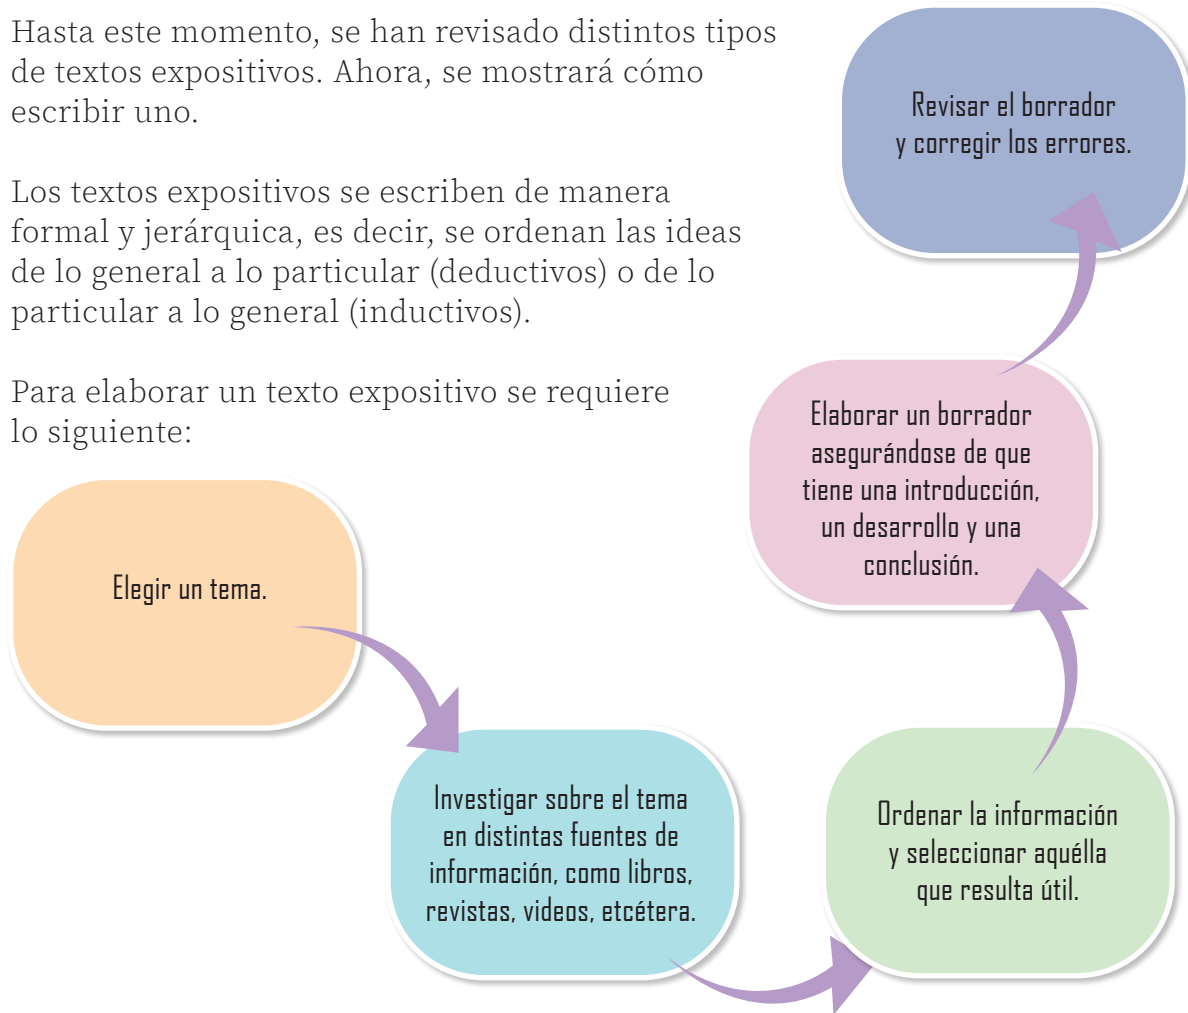 Hasta este momento, se han revisado distintos tipos
de textos expositivos. Ahora, se mostrará cómo
escribir uno.
Los textos expositivos se escriben de manera
formal y jerárquica, es decir, se ordenan las ideas
de lo general a lo particular (deductivos) o de lo
particular a lo general (inductivos).
Para elaborar un texto expositivo se requiere
lo siguiente:
Elegir un tema.
Investigar sobre el tema
en distintas fuentes de
información, como libros,
revistas, videos, etcétera.
Ordenar la información
y seleccionar aquélla
que resulta útil.
Elaborar un borrador
asegurándose de que
tiene una introducción,
un desarrollo y una
conclusión.
Revisar el borrador
y corregir los errores.